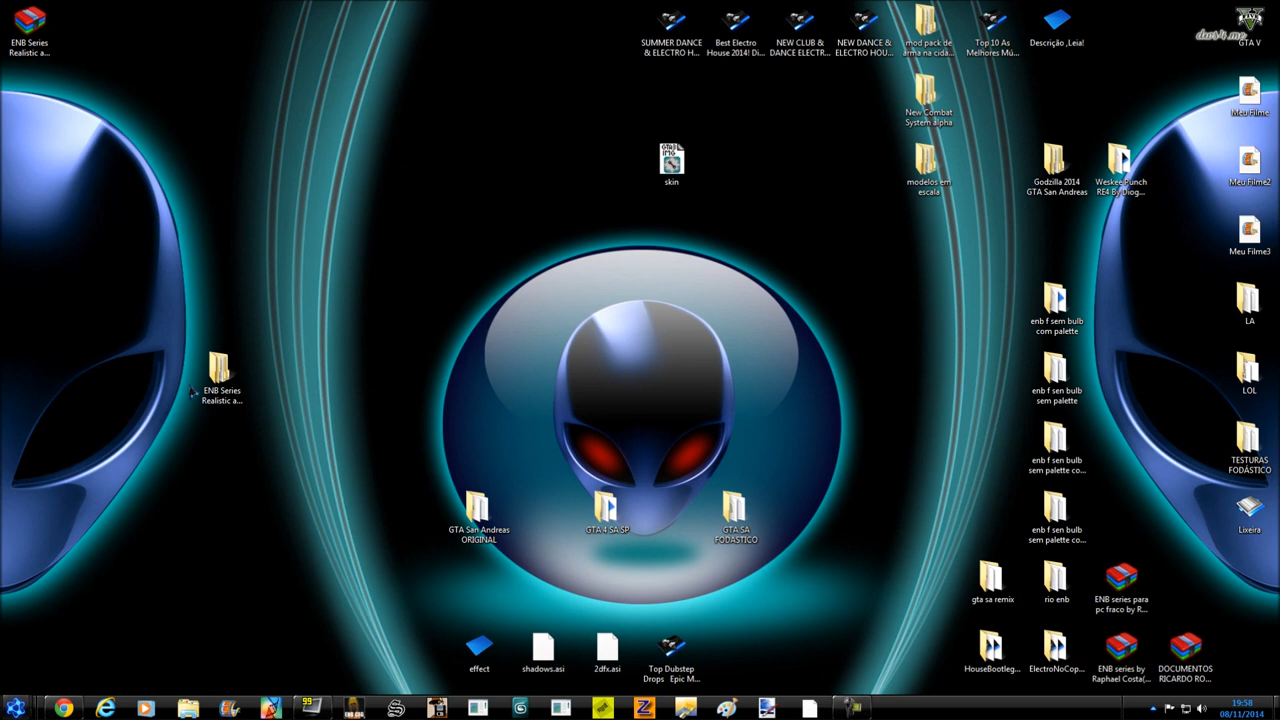 ENB Series
Realistic a...
SUMMER DANCE
& ELECTRO H...
Best Electro
House 2014! Di...
NEW CLUB &
DANCE ELECTR...
NEW DANCE &
ELECTRO HOU...
mod pack de
arma na cida...
Top 10 As
Melhores Mú...
Descrição ,Leia!
GTA V
New Combat
System alpha
Meu Filme
GTA3
IMG
skin
modelos em
escala
Godzilla 2014
GTA San Andreas
Weskee Punch
RE4 By Diog...
Meu Filme2
Meu Filme3
enb f sem bulb
com palette
LA
ENB Series
Realistic a...
enb f sen bulb
sem palette
LOL
enb f sen bulb
sem palette co...
TESTURAS
FODÁSTICO
GTA San Andreas
ORIGINAL
GTA 4 SA SP
GTA SA
FODASTICO
enb f sen bulb
sem palette co...
Lixeira
gta sa remix
rio enb
ENB series para
pc fraco by R...
effect
shadows.asi
2dfx.asi
Top Dubstep
Drops Epic M...
HouseBootleg...
ElectroNoCop...
ENB series by
Raphael Costa(...
DOCUMENTOS
RICARDO RO...
99
19:58
08/11/2014